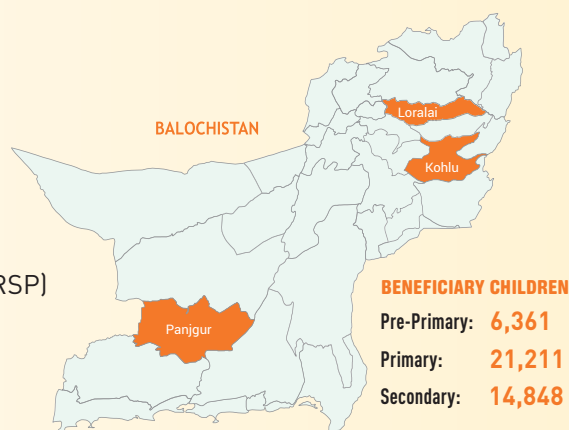 BALOCHISTAN
Loralai
Kohlu
RSP)
Panjgur
BENEFICIARY CHILDREN
Pre-Primary: 6,361
Primary: 21,211
Secondary: 14,848